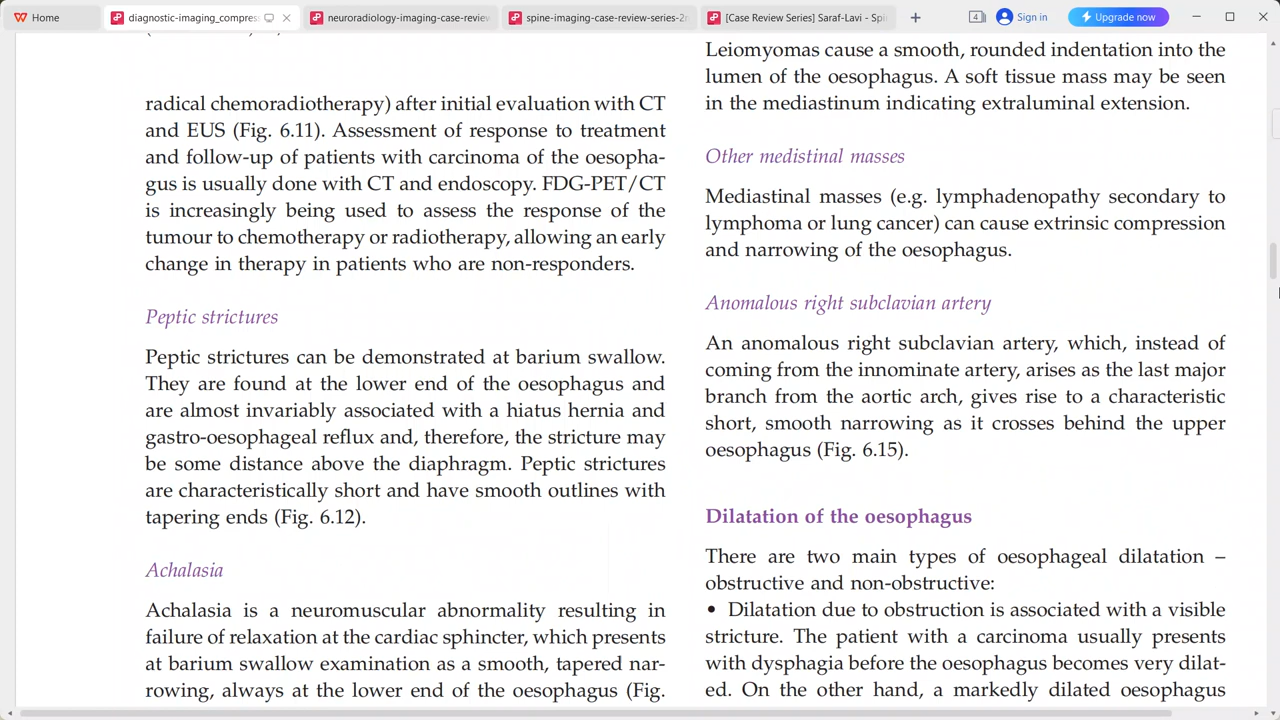 Home
diagnostic-imaging_compres
neuroradiology-imaging-case-review
spine-imaging-case-review-series-2
[Case Review Series] Saraf-Lavi - Spi
4
Sign in
Upgrade now
radical chemoradiotherapy) after initial evaluation with CT
and EUS (Fig. 6.11). Assessment of response to treatment
and follow-up of patients with carcinoma of the oesopha-
gus is usually done with CT and endoscopy. FDG-PET/CT
is increasingly being used to assess the response of the
tumour to chemotherapy or radiotherapy, allowing an early
change in therapy in patients who are non-responders.
Peptic strictures
Peptic strictures can be demonstrated at barium swallow.
They are found at the lower end of the oesophagus and
are almost invariably associated with a hiatus hernia and
gastro-oesophageal reflux and, therefore, the stricture may
be some distance above the diaphragm. Peptic strictures
are characteristically short and have smooth outlines with
tapering ends (Fig. 6.12).
Achalasia
Achalasia is a neuromuscular abnormality resulting in
failure of relaxation at the cardiac sphincter, which presents
at barium swallow examination as a smooth, tapered nar-
rowing, always at the lower end of the oesophagus (Fig.
Leiomyomas cause a smooth, rounded indentation into the
lumen of the oesophagus. A soft tissue mass may be seen
in the mediastinum indicating extraluminal extension.
Other medistinal masses
Mediastinal masses (e.g. lymphadenopathy secondary to
lymphoma or lung cancer) can cause extrinsic compression
and narrowing of the oesophagus.
Anomalous right subclavian artery
An anomalous right subclavian artery, which, instead of
coming from the innominate artery, arises as the last major
branch from the aortic arch, gives rise to a characteristic
short, smooth narrowing as it crosses behind the upper
oesophagus (Fig. 6.15).
Dilatation of the oesophagus
There are two main types of oesophageal dilatation –
obstructive and non-obstructive:
• Dilatation due to obstruction is associated with a visible
stricture. The patient with a carcinoma usually presents
with dysphagia before the oesophagus becomes very dilat-
ed. On the other hand, a markedly dilated oesophagus